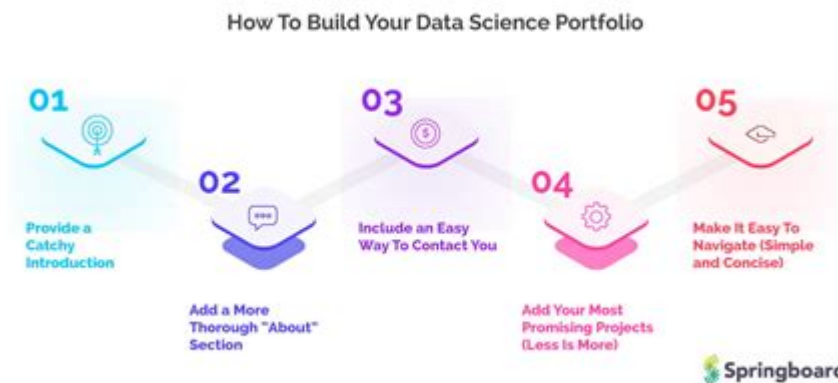 How To Build Your Data Science Portfolio
01
Provide a
Catchy
Introduction
02
Add a More
Thorough "About"
Section
03
$
Include an Easy
Way To Contact You
04
Add Your Most
Promising Projects
(Less Is More)
05
Make It Easy To
Navigate (Simple
and Concise)
Springboard